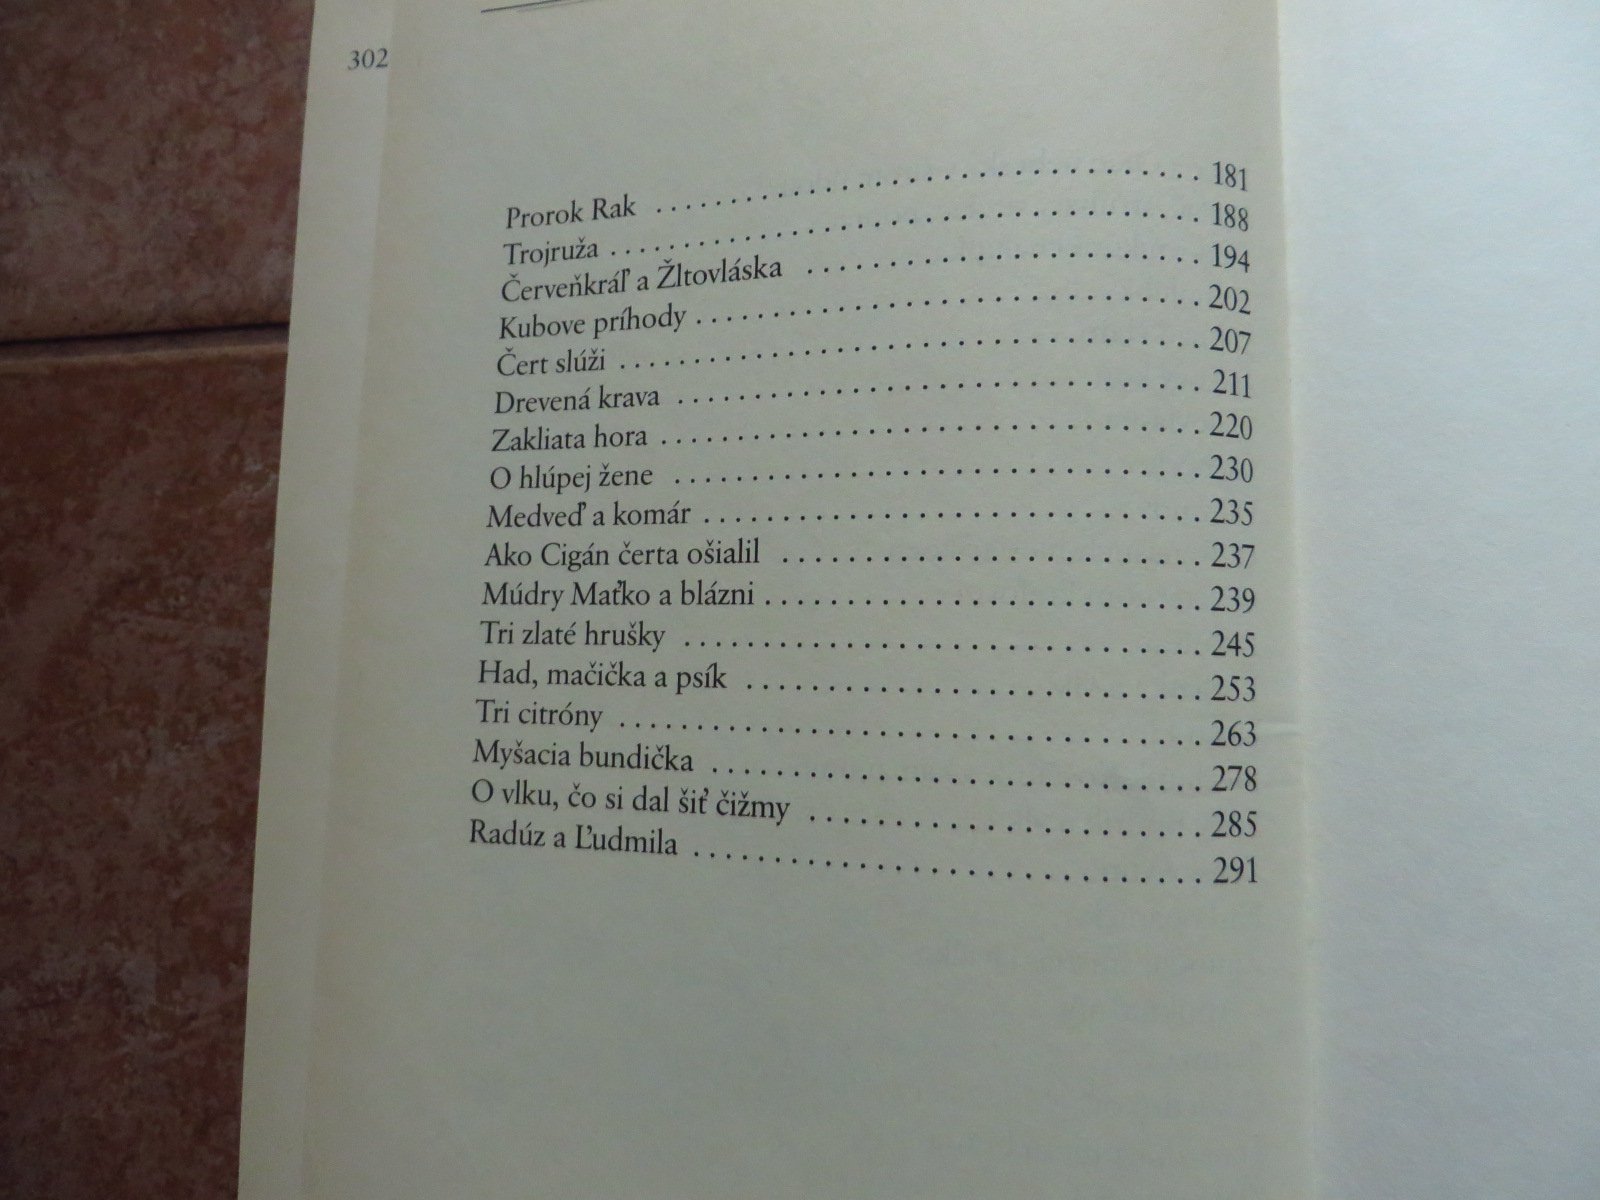 302
Prorok Rak . . . . . . . . . . . . . . . . . . . . . . . . . . . . . . . . . . . 181
Trojruža . . . . . . . . . . . . . . . . . . . . . . . . . . . . . . . . . . . . . 188
Červeňkráľ a Žltovláska . . . . . . . . . . . . . . . . . . . . . . . . . 194
Kubove príhody . . . . . . . . . . . . . . . . . . . . . . . . . . . . . . . 202
Čert slúži . . . . . . . . . . . . . . . . . . . . . . . . . . . . . . . . . . . . 207
Drevená krava . . . . . . . . . . . . . . . . . . . . . . . . . . . . . . . . 211
Zakliata hora . . . . . . . . . . . . . . . . . . . . . . . . . . . . . . . . . 220
O hlúpej žene . . . . . . . . . . . . . . . . . . . . . . . . . . . . . . . . 230
Medveď a komár . . . . . . . . . . . . . . . . . . . . . . . . . . . . . . 235
Ako Cigán čerta ošialil . . . . . . . . . . . . . . . . . . . . . . . . . 237
Múdry Maťko a blázni . . . . . . . . . . . . . . . . . . . . . . . . . . 239
Tri zlaté hrušky . . . . . . . . . . . . . . . . . . . . . . . . . . . . . . . 245
Had, mačička a psík . . . . . . . . . . . . . . . . . . . . . . . . . . . 253
Tri citróny . . . . . . . . . . . . . . . . . . . . . . . . . . . . . . . . . . . 263
Myšacia bundička . . . . . . . . . . . . . . . . . . . . . . . . . . . . . 278
O vlku, čo si dal šiť čižmy . . . . . . . . . . . . . . . . . . . . . . . 285
Radúz a Ľudmila . . . . . . . . . . . . . . . . . . . . . . . . . . . . . . 291